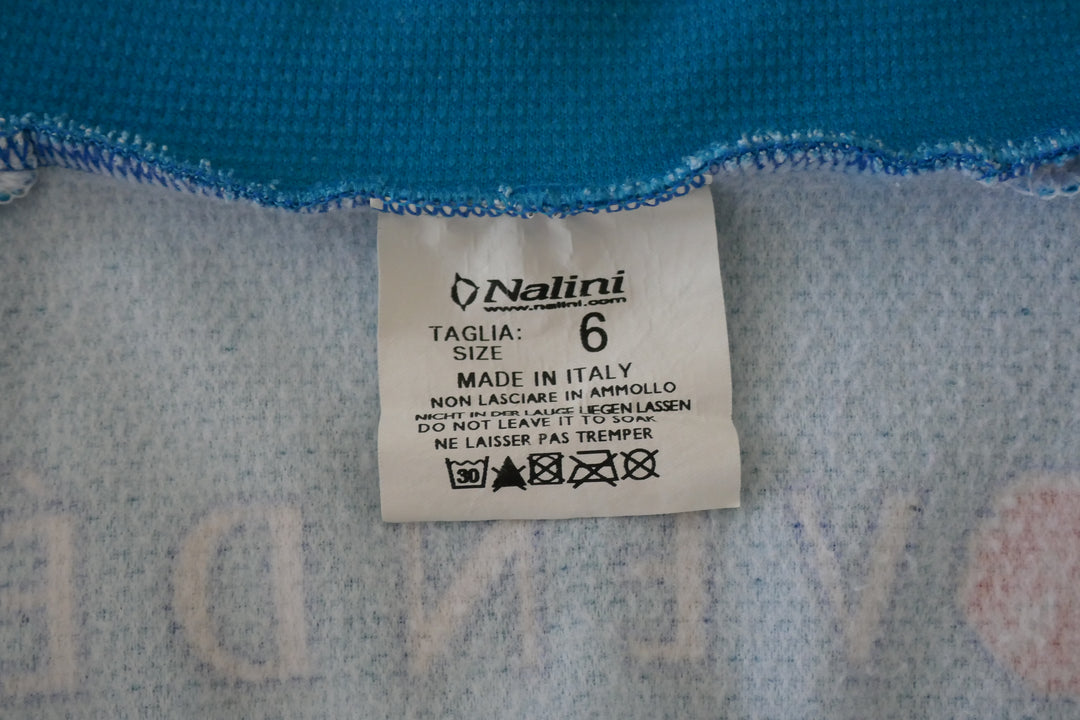 Nalini
www.nalini.com
TAGLIA: 6
SIZE
MADE IN ITALY
NON LASCIARE IN AMMOLLO
NICHT IN DER LAUGE LIEGEN LASSEN
DO NOT LEAVE IT TO SOAK
NE LAISSER PAS TREMPER
30
VENDÉ